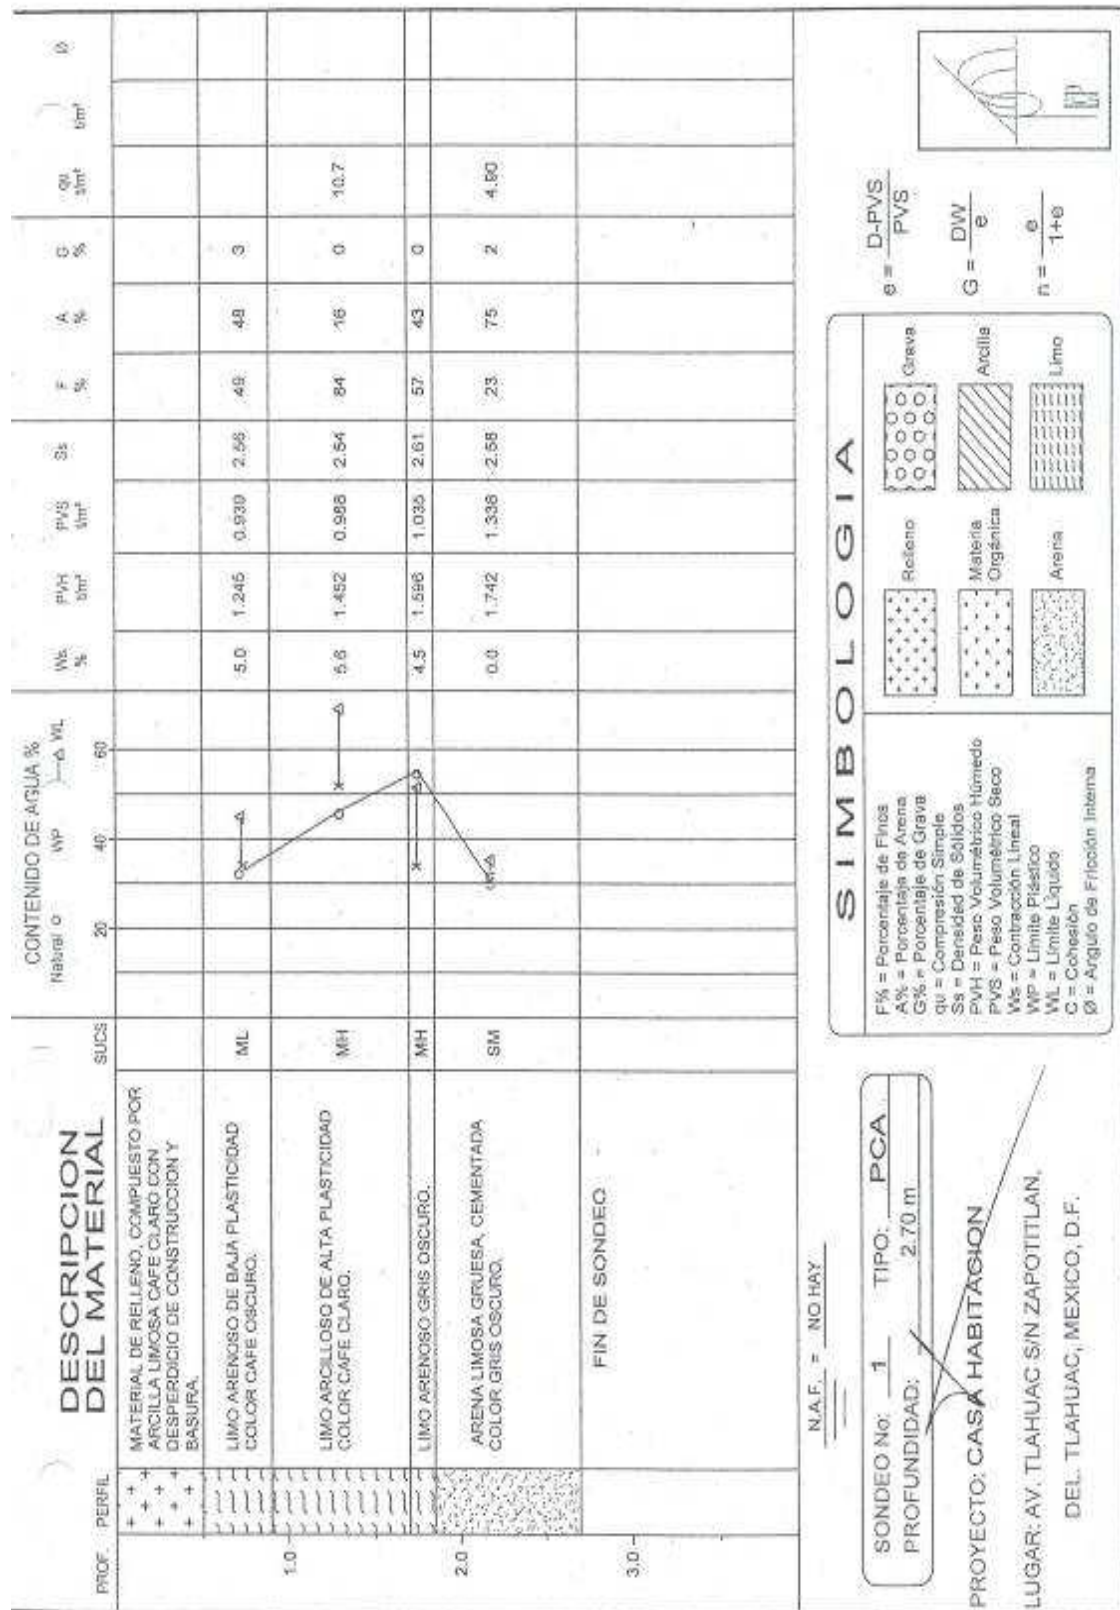 DESCRIPCION
DEL MATERIAL
CONTENIDO DE AGUA %
Natural o WP WL
PROF. PERFIL SUCS
20 40 60
Ws % PVH t/m³ PVS t/m³ Ss F % A % G % qu t/m² t/m² Ø
MATERIAL DE RELLENO, COMPUESTO POR
ARCILLA LIMOSA CAFE CLARO CON
DESPERDICIO DE CONSTRUCCION Y
BASURA.
LIMO ARENOSO DE BAJA PLASTICIDAD
COLOR CAFE OSCURO.
ML 5.0 1.245 0.939 2.56 49 48 3
1.0
LIMO ARCILLOSO DE ALTA PLASTICIDAD
COLOR CAFE CLARO.
MH 5.6 1.452 0.988 2.54 84 16 0 10.7
LIMO ARENOSO GRIS OSCURO. MH 4.5 1.596 1.035 2.61 57 43 0
2.0
ARENA LIMOSA GRUESA, CEMENTADA
COLOR GRIS OSCURO.
SM 0.0 1.742 1.338 2.58 23 75 2 4.90
FIN DE SONDEO
3.0
N.A.F. = NO HAY
SONDEO No: 1 TIPO: PCA
PROFUNDIDAD: 2.70 m
PROYECTO: CASA HABITACION
LUGAR: AV. TLAHUAC S/N ZAPOTITLAN,
DEL. TLAHUAC, MEXICO, D.F.
SIMBOLOGIA
F% = Porcentaje de Finos
A% = Porcentaje de Arena
G% = Porcentaje de Grava
qu = Compresión Simple
Ss = Densidad de Sólidos
PVH = Peso Volumétrico Húmedo
PVS = Peso Volumétrico Seco
Ws = Contracción Lineal
WP = Límite Plástico
WL = Límite Líquido
C = Cohesión
Ø = Angulo de Fricción Interna
Relleno Grava
Materia Orgánica Arcilla
Arena Limo
e = D-PVS / PVS
G = DW / e
n = e / 1+e
IEP